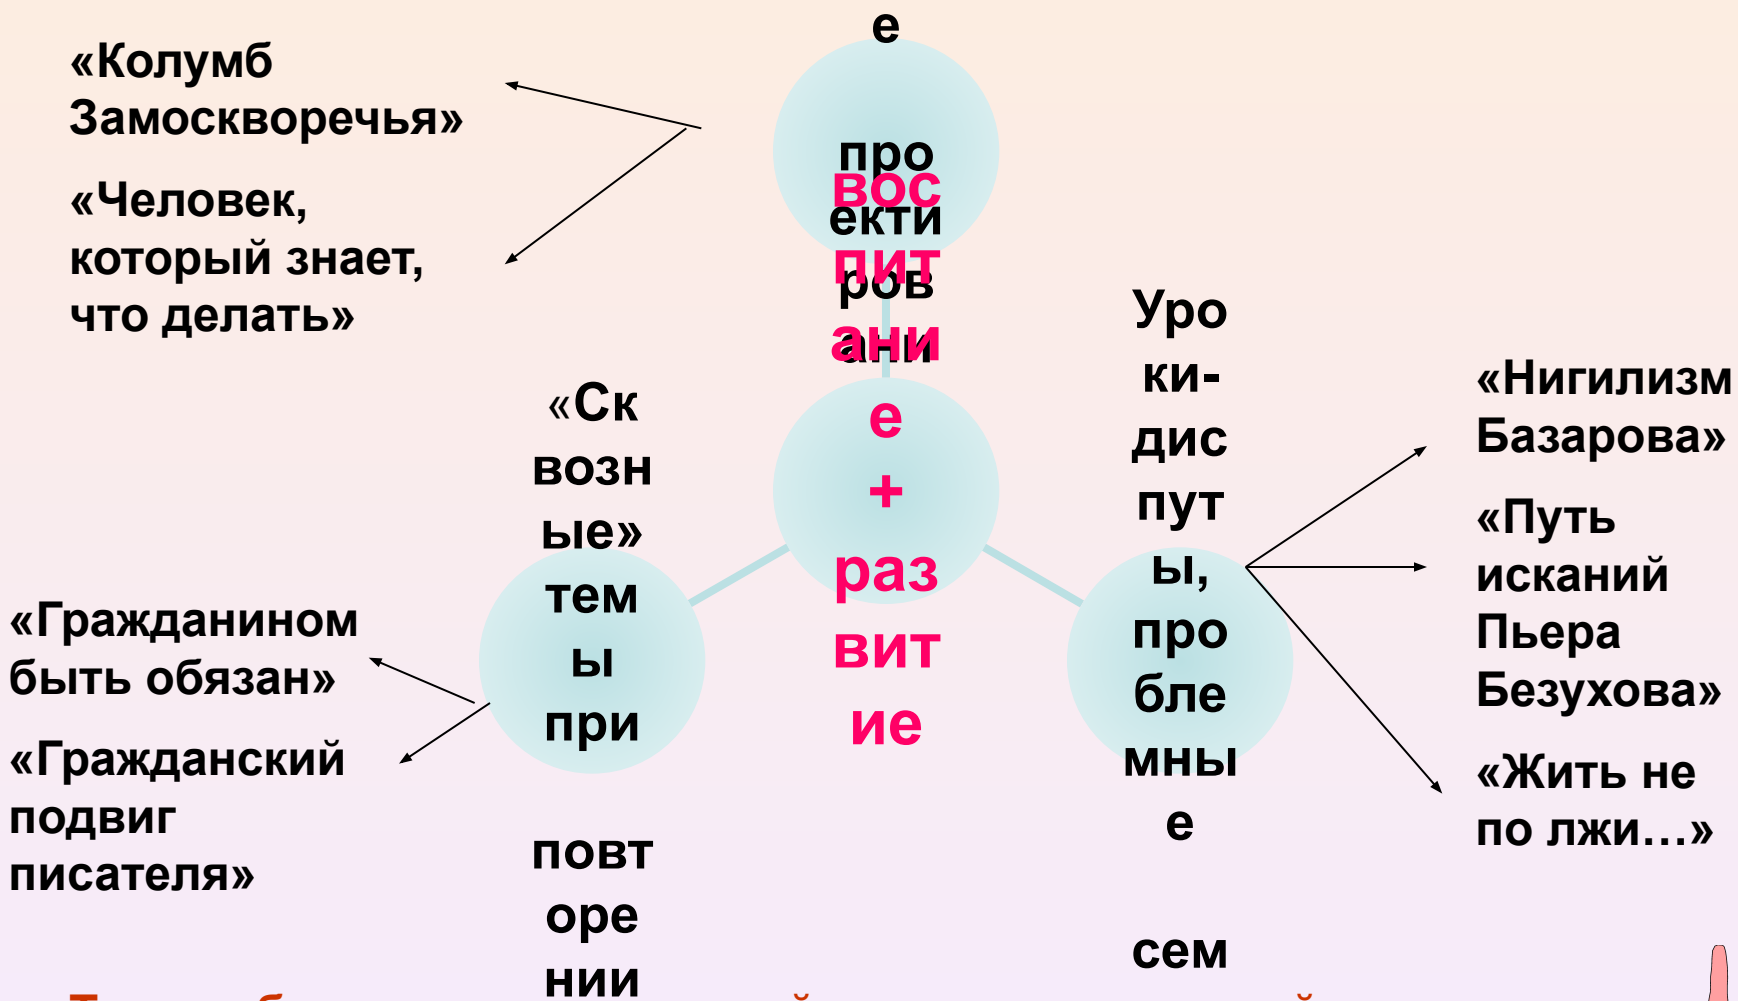 «Колумб
Замоскворечья»
«Человек,
который знает,
что делать»
е
про
екти
ров
ани
вос
пит
ани
е
+
раз
вит
ие
«Ск
возн
ые»
тем
ы
при
повт
оре
нии
Уро
ки-
дис
пут
ы,
про
бле
мны
е
сем
«Гражданином
быть обязан»
«Гражданский
подвиг
писателя»
«Нигилизм
Базарова»
«Путь
исканий
Пьера
Безухова»
«Жить не
по лжи...»